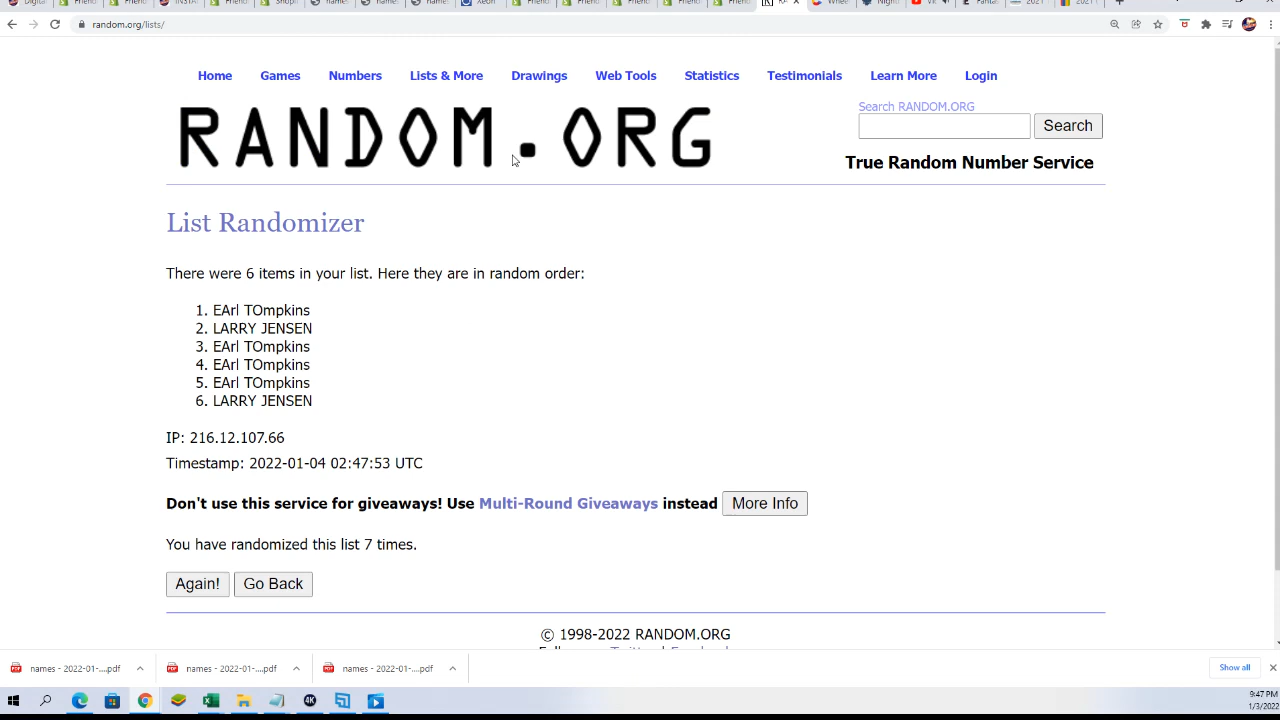 random.org/lists/
Home Games Numbers Lists & More Drawings Web Tools Statistics Testimonials Learn More Login
RANDOM.ORG
Search RANDOM.ORG
Search
True Random Number Service
List Randomizer
There were 6 items in your list. Here they are in random order:
1. EArl TOmpkins
2. LARRY JENSEN
3. EArl TOmpkins
4. EArl TOmpkins
5. EArl TOmpkins
6. LARRY JENSEN
IP: 216.12.107.66
Timestamp: 2022-01-04 02:47:53 UTC
Don't use this service for giveaways! Use Multi-Round Giveaways instead More Info
You have randomized this list 7 times.
Again! Go Back
© 1998-2022 RANDOM.ORG
names - 2022-01-....pdf names - 2022-01-....pdf names - 2022-01-....pdf Show all
9:47 PM
1/3/2022